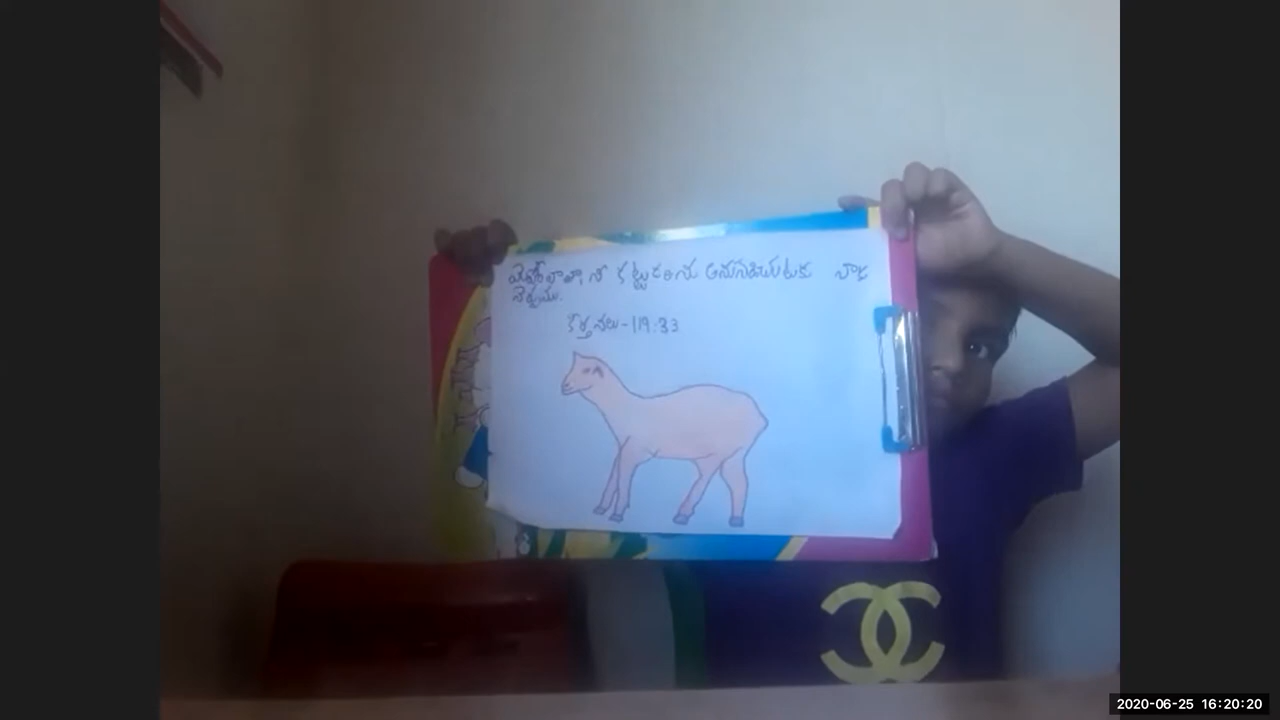 యెహోవా, నీ కట్టడలను అనుసరించుటకు నాకు
నేర్పుము.
కీర్తనలు-119:33
2020-06-25 16:20:20